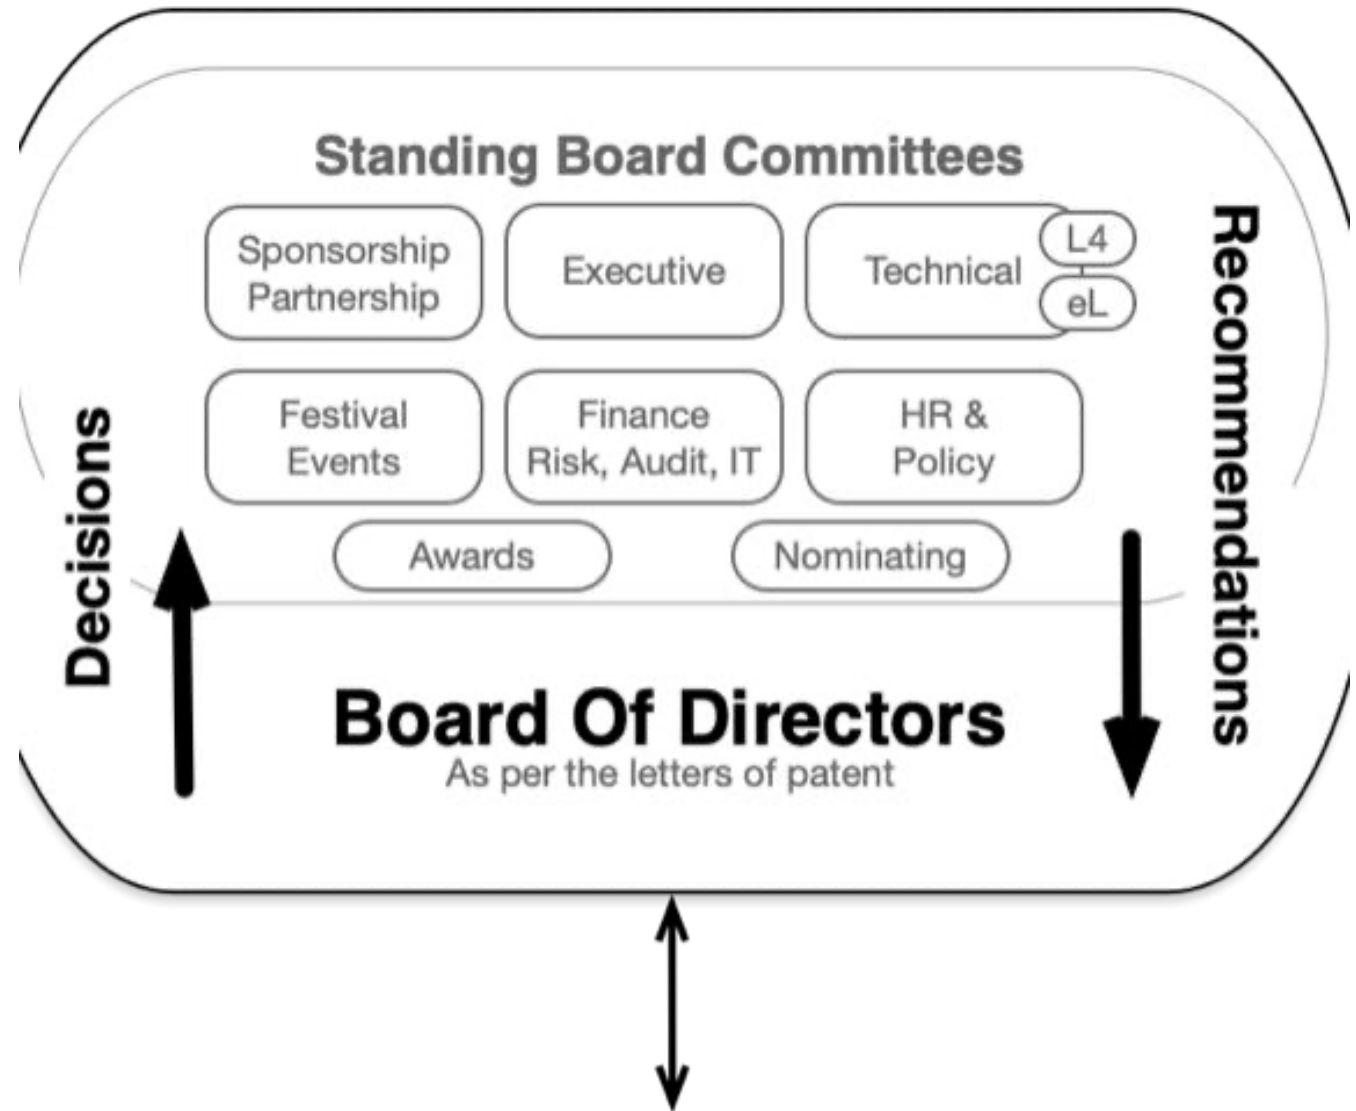 Standing Board Committees
Sponsorship
Partnership
Executive
Technical
L4
eL
Festival
Events
Finance
Risk, Audit, IT
HR &
Policy
Awards
Nominating
Decisions
Recommendations
Board Of Directors
As per the letters of patent